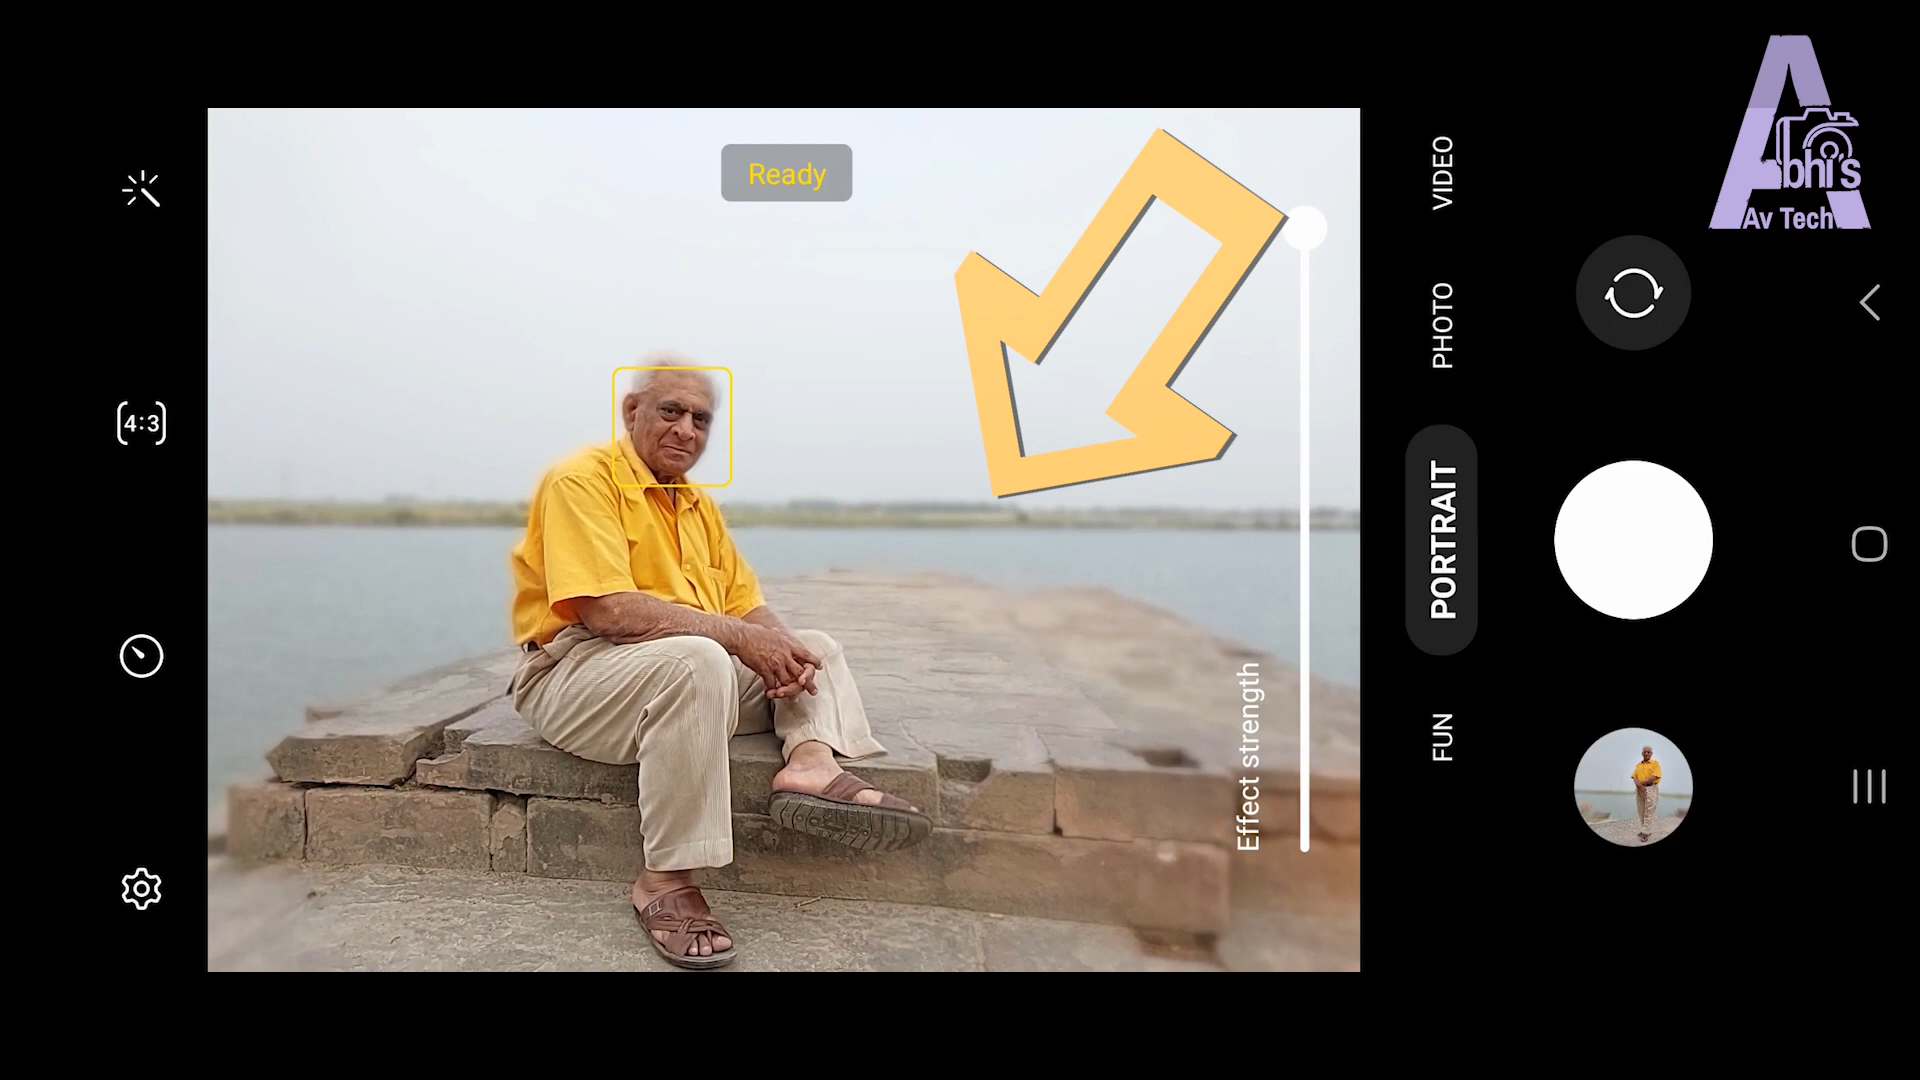 Ready
4:3
Effect strength
VIDEO
PHOTO
PORTRAIT
FUN
Abhi's
Av Tech